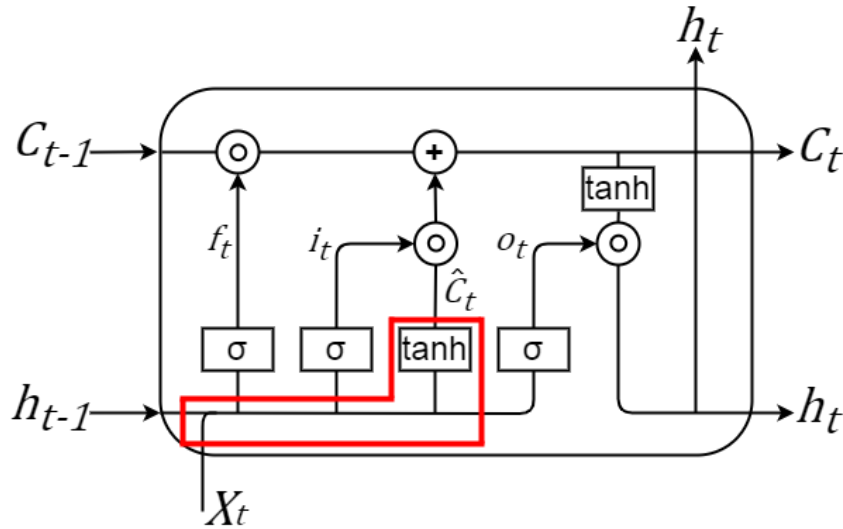 h_t
C_{t-1} + C_t
tanh
f_t i_t o_t
Ĉ_t
σ σ tanh σ
h_{t-1} h_t
X_t